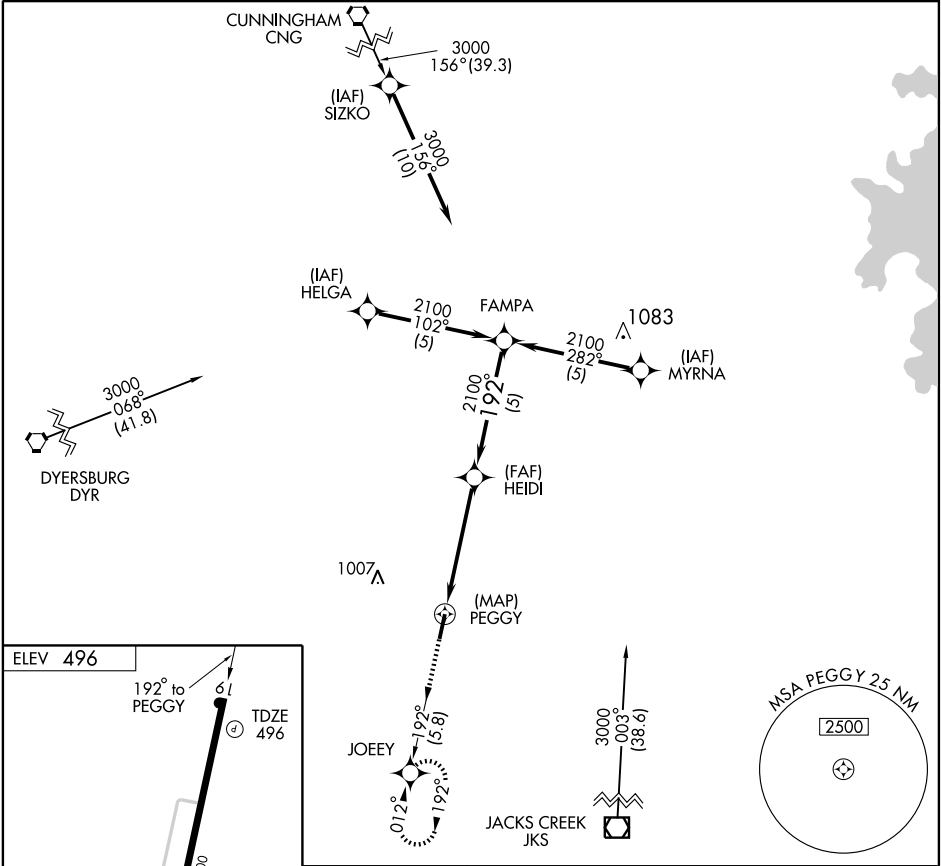 CUNNINGHAM
CNG
3000
156°(39.3)
(IAF)
SIZKO
3000
156°
(10)
(IAF)
HELGA
2100
102°
(5)
FAMPA
2100
282°
(5)
1083
(IAF)
MYRNA
2100
192°
(5)
3000
068°
(41.8)
DYERSBURG
DYR
(FAF)
HEIDI
1007
(MAP)
PEGGY
192°
(5.8)
JOEEY
012°
192°
3000
003°
(38.6)
JACKS CREEK
JKS
MSA PEGGY 25 NM
2500
ELEV 496
192° to
PEGGY
19
P
TDZE
496